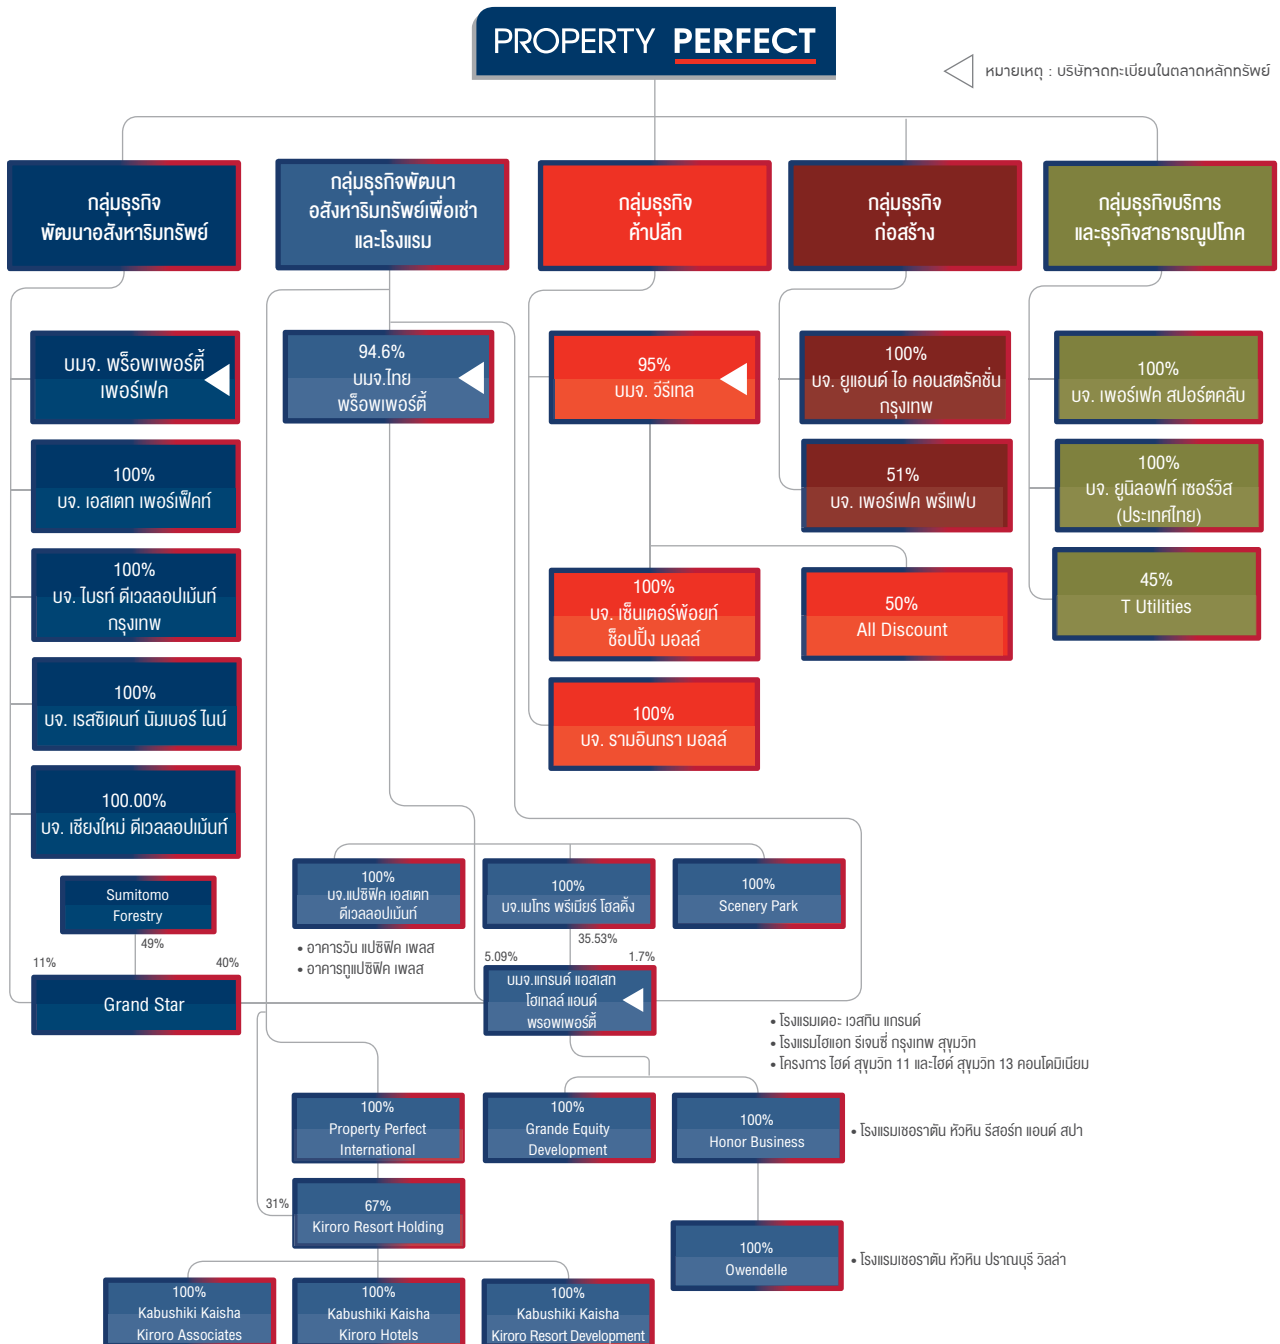 PROPERTY PERFECT
หมายเหตุ : บริษัทจดทะเบียนในตลาดหลักทรัพย์
กลุ่มธุรกิจ
พัฒนาอสังหาริมทรัพย์
กลุ่มธุรกิจพัฒนา
อสังหาริมทรัพย์เพื่อเช่า
และโรงแรม
กลุ่มธุรกิจ
ค้าปลีก
กลุ่มธุรกิจ
ก่อสร้าง
กลุ่มธุรกิจบริการ
และธุรกิจสาธารณูปโภค
บมจ. พร็อพเพอร์ตี้
เพอร์เฟค
94.6%
บมจ.ไทย
พร็อพเพอร์ตี้
95%
บมจ. วีรีเทล
100%
บจ. ยูแอนด์ ไอ คอนสตรัคชั่น
กรุงเทพ
100%
บจ. เพอร์เฟค สปอร์ตคลับ
100%
บจ. เอสเตท เพอร์เฟ็คท์
51%
บจ. เพอร์เฟค พรีแฟบ
100%
บจ. ยูนิลอฟท์ เซอร์วิส
(ประเทศไทย)
100%
บจ. ไบรท์ ดีเวลลอปเม้นท์
กรุงเทพ
100%
บจ. เซ็นเตอร์พ้อยท์
ช็อปปิ้ง มอลล์
50%
All Discount
45%
T Utilities
100%
บจ. เรสซิเดนท์ นัมเบอร์ ไนน์
100%
บจ. รามอินทรา มอลล์
100.00%
บจ. เชียงใหม่ ดีเวลลอปเม้นท์
Sumitomo
Forestry
49%
11%
40%
Grand Star
100%
บจ.แปซิฟิค เอสเตท
ดีเวลลอปเม้นท์
• อาคารวัน แปซิฟิค เพลส
• อาคารทูแปซิฟิค เพลส
100%
บจ.เมโทร พรีเมียร์ โฮลดิ้ง
100%
Scenery Park
35.53%
5.09%
1.7%
บมจ.แกรนด์ แอสเสท
โฮเทลล์ แอนด์
พรอพเพอร์ตี้
• โรงแรมเดอะ เวสทิน แกรนด์
• โรงแรมไฮแอท รีเจนซี่ กรุงเทพ สุขุมวิท
• โครงการ ไฮด์ สุขุมวิท 11 และไฮด์ สุขุมวิท 13 คอนโดมิเนียม
100%
Property Perfect
International
100%
Grande Equity
Development
100%
Honor Business
• โรงแรมเชอราตัน หัวหิน รีสอร์ท แอนด์ สปา
31%
67%
Kiroro Resort Holding
100%
Owendelle
• โรงแรมเชอราตัน หัวหิน ปราณบุรี วิลล่า
100%
Kabushiki Kaisha
Kiroro Associates
100%
Kabushiki Kaisha
Kiroro Hotels
100%
Kabushiki Kaisha
Kiroro Resort Development